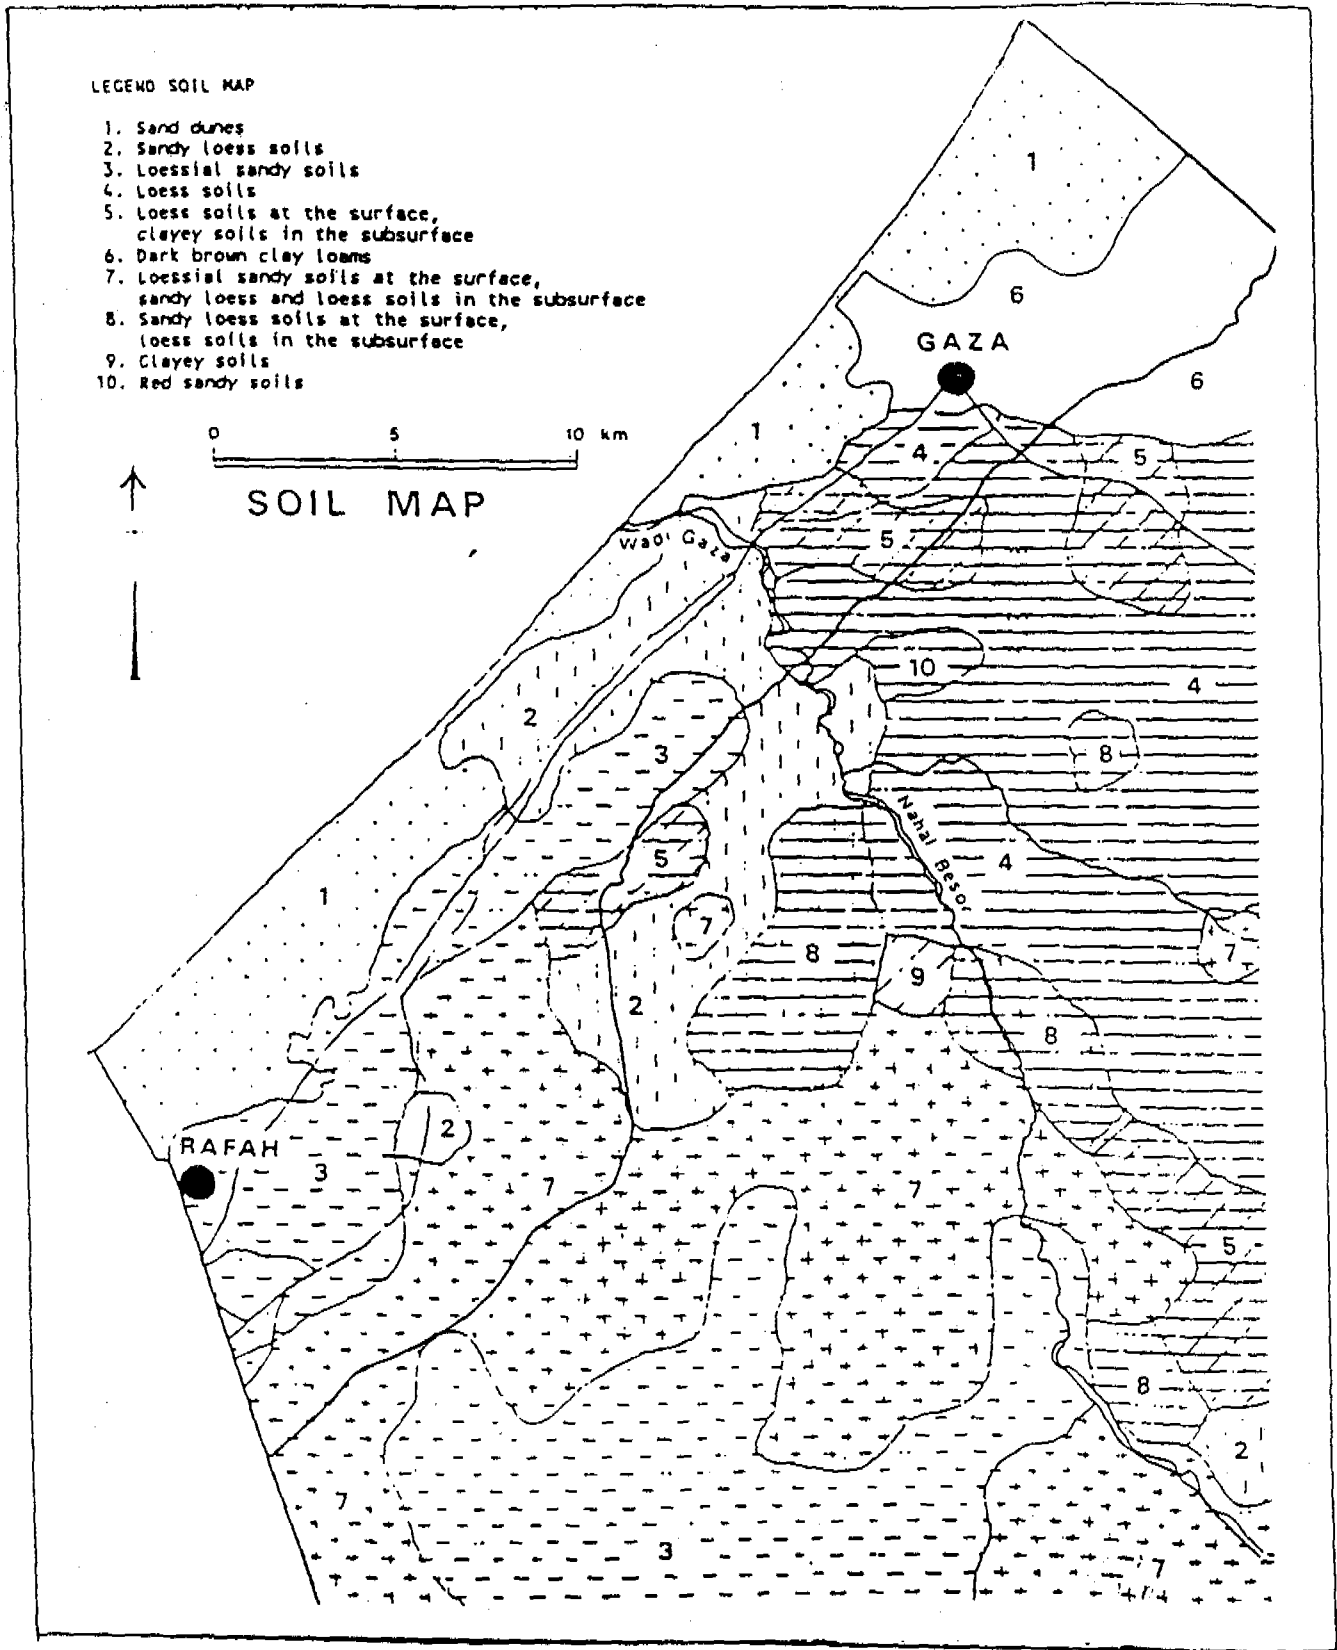 LEGEND SOIL MAP
1. Sand dunes
2. Sandy loess soils
3. Loessial sandy soils
4. Loess soils
5. Loess soils at the surface,
clayey soils in the subsurface
6. Dark brown clay loams
7. Loessial sandy soils at the surface,
sandy loess and loess soils in the subsurface
8. Sandy loess soils at the surface,
loess soils in the subsurface
9. Clayey soils
10. Red sandy soils
0 5 10 km
SOIL MAP
1
6
GAZA
6
1
4
5
5
Wadi Gaza
10
4
2
3
8
Nahal Besor
5
4
1
7
7
8
9
2
8
RAFAH
2
3
7
7
5
8
2
7
3
7